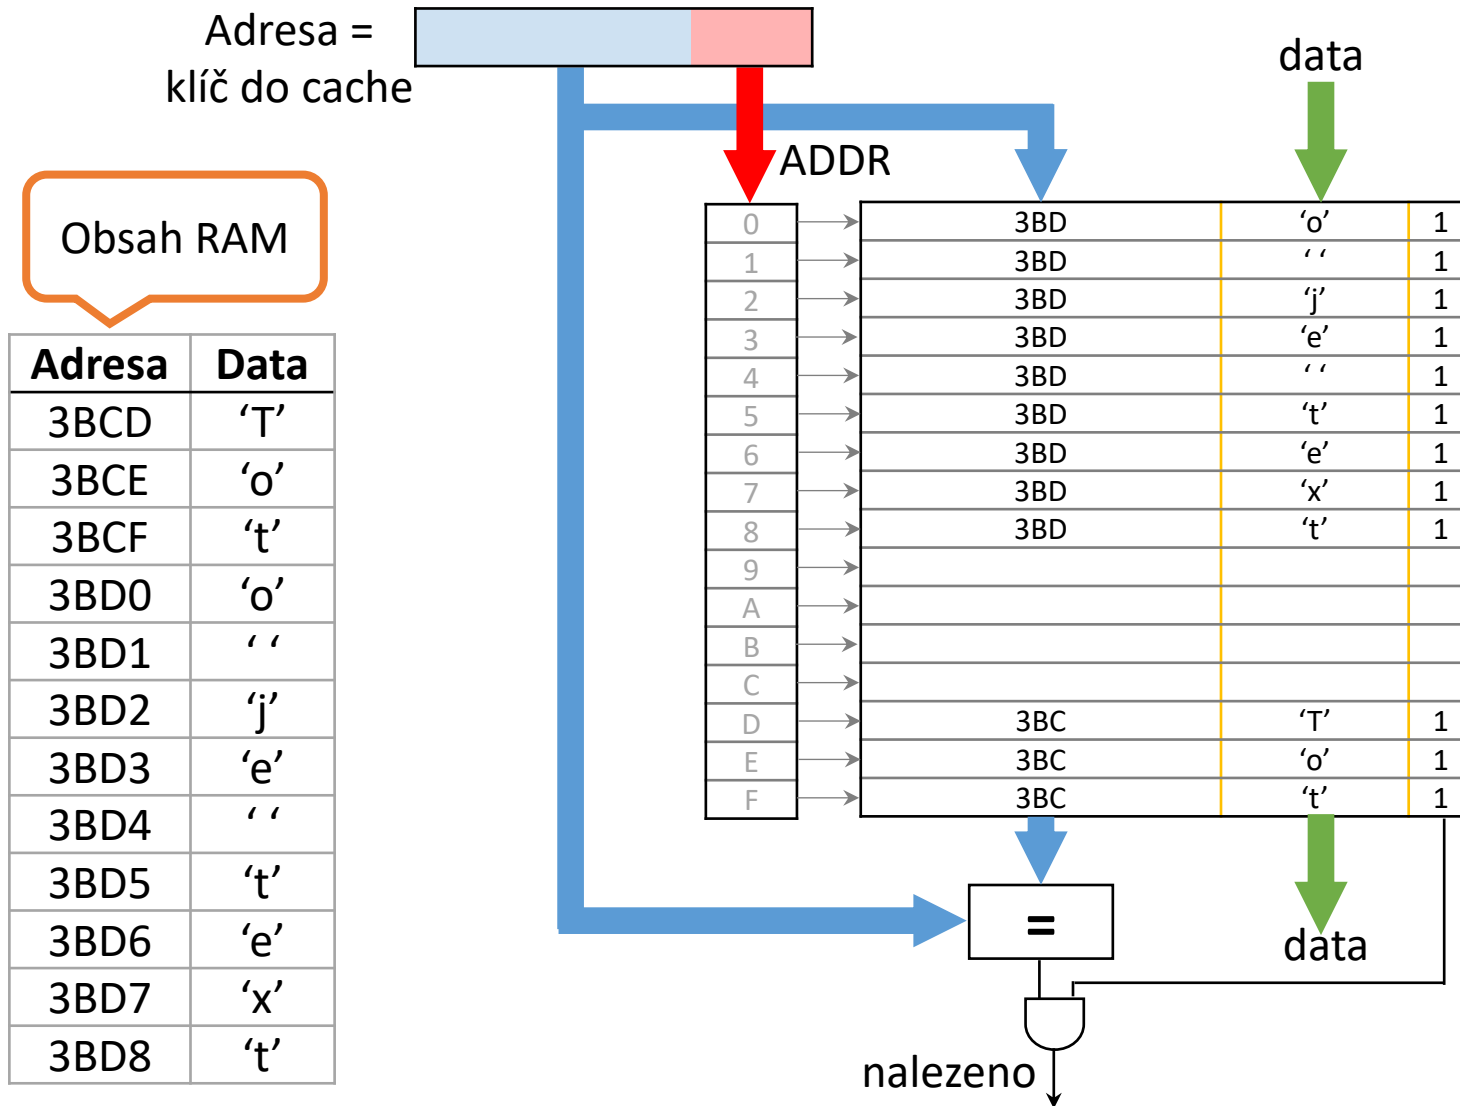 Adresa =
klíč do cache
data
ADDR
Obsah RAM
Adresa Data
3BCD ‘T’
3BCE ‘o’
3BCF ‘t’
3BD0 ‘o’
3BD1 ‘ ‘
3BD2 ‘j’
3BD3 ‘e’
3BD4 ‘ ‘
3BD5 ‘t’
3BD6 ‘e’
3BD7 ‘x’
3BD8 ‘t’
0 3BD ‘o’ 1
1 3BD ‘ ‘ 1
2 3BD ‘j’ 1
3 3BD ‘e’ 1
4 3BD ‘ ‘ 1
5 3BD ‘t’ 1
6 3BD ‘e’ 1
7 3BD ‘x’ 1
8 3BD ‘t’ 1
9
A
B
C
D 3BC ‘T’ 1
E 3BC ‘o’ 1
F 3BC ‘t’ 1
=
data
nalezeno